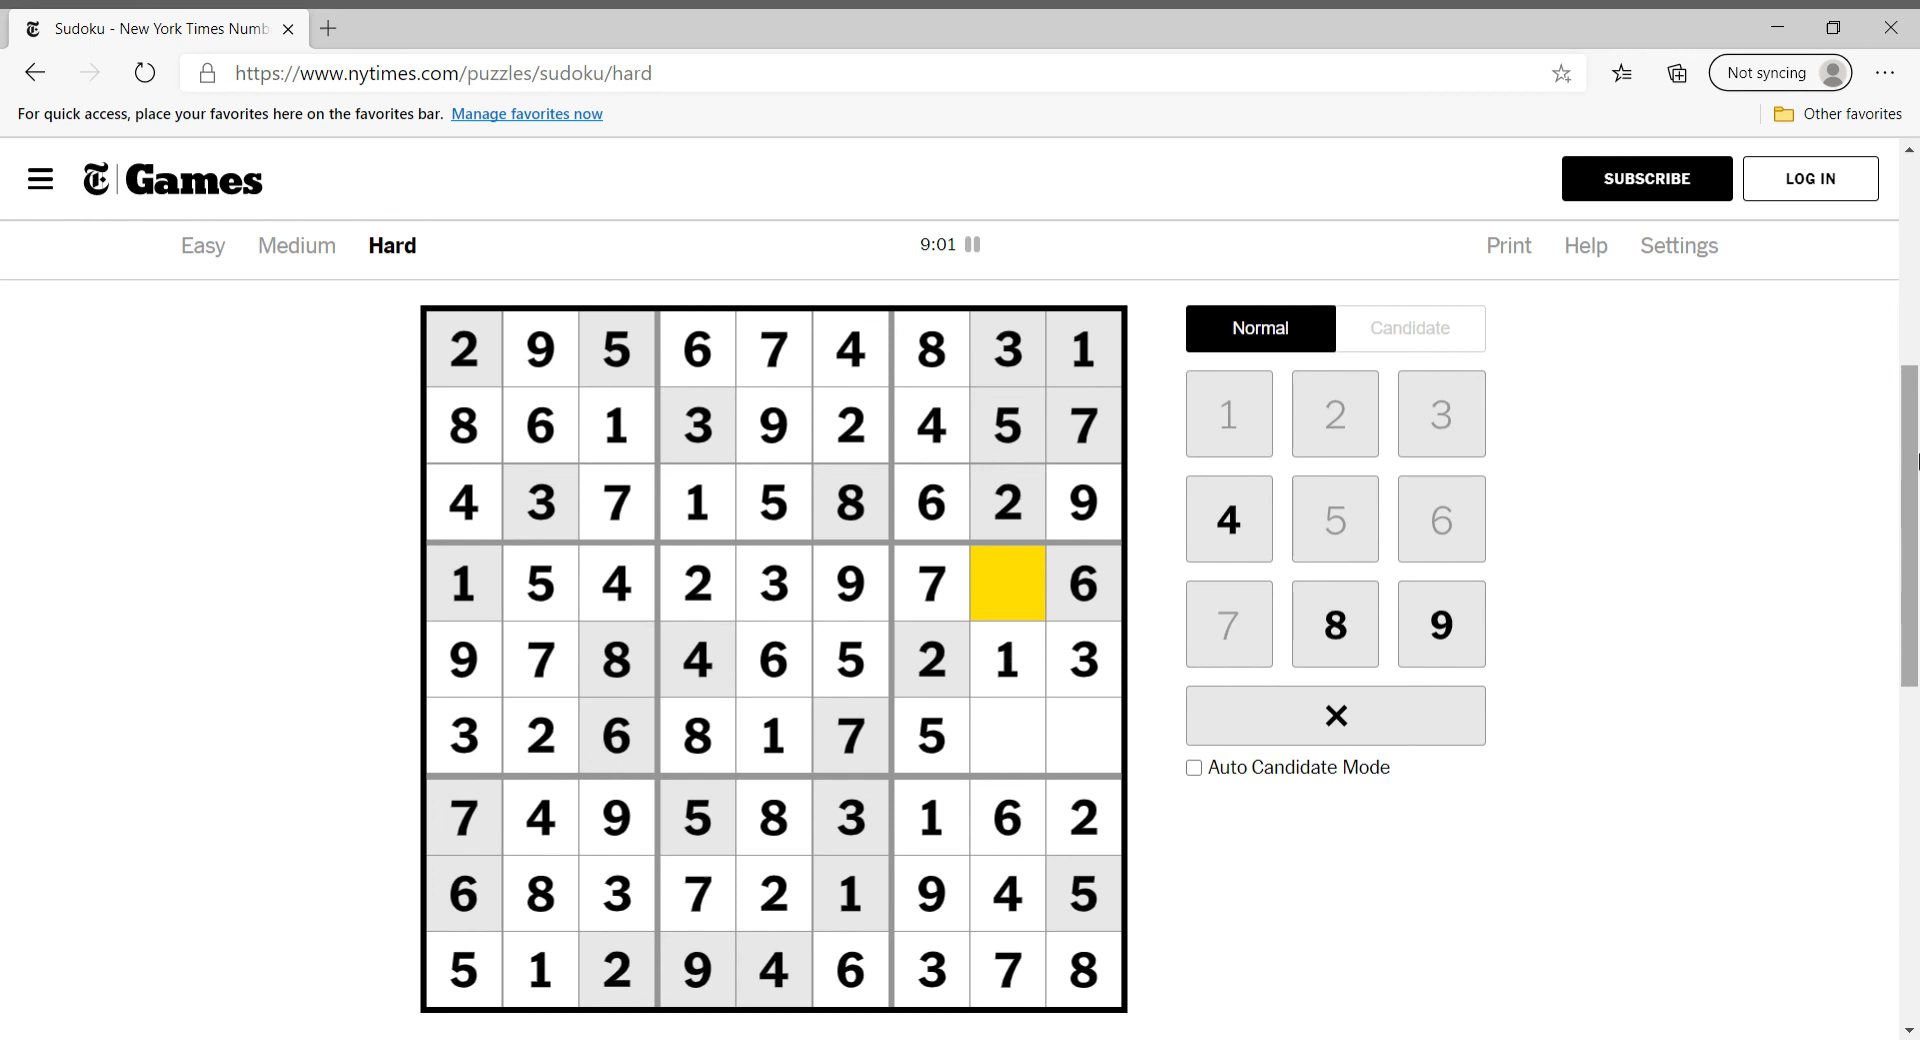 Sudoku - New York Times Numb
https://www.nytimes.com/puzzles/sudoku/hard
Not syncing
For quick access, place your favorites here on the favorites bar. Manage favorites now
Other favorites
Games
SUBSCRIBE
LOG IN
Easy Medium Hard
9:01
Print Help Settings
2 9 5 6 7 4 8 3 1
8 6 1 3 9 2 4 5 7
4 3 7 1 5 8 6 2 9
1 5 4 2 3 9 7 6
9 7 8 4 6 5 2 1 3
3 2 6 8 1 7 5
7 4 9 5 8 3 1 6 2
6 8 3 7 2 1 9 4 5
5 1 2 9 4 6 3 7 8
Normal Candidate
1 2 3
4 5 6
7 8 9
Auto Candidate Mode